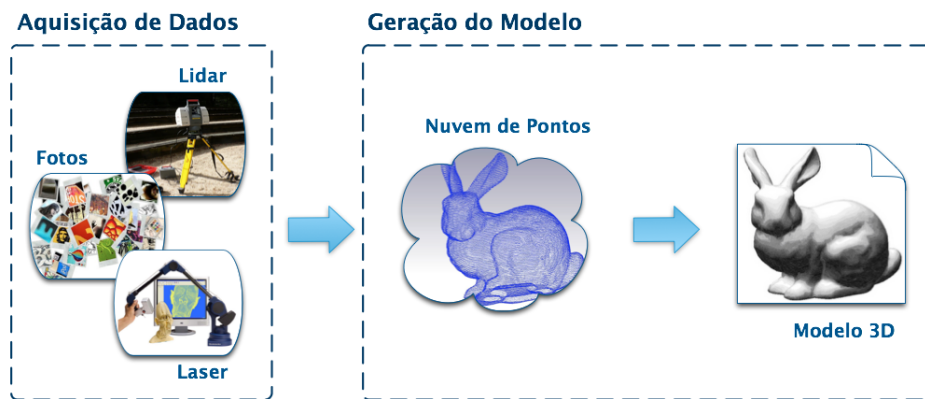 Aquisição de Dados
Geração do Modelo
Lidar
Fotos
Laser
Nuvem de Pontos
Modelo 3D